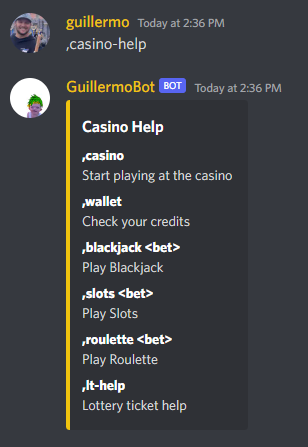 guillermo Today at 2:36 PM
,casino-help
GuillermoBot BOT Today at 2:36 PM
Casino Help
,casino
Start playing at the casino
,wallet
Check your credits
,blackjack <bet>
Play Blackjack
,slots <bet>
Play Slots
,roulette <bet>
Play Roulette
,lt-help
Lottery ticket help